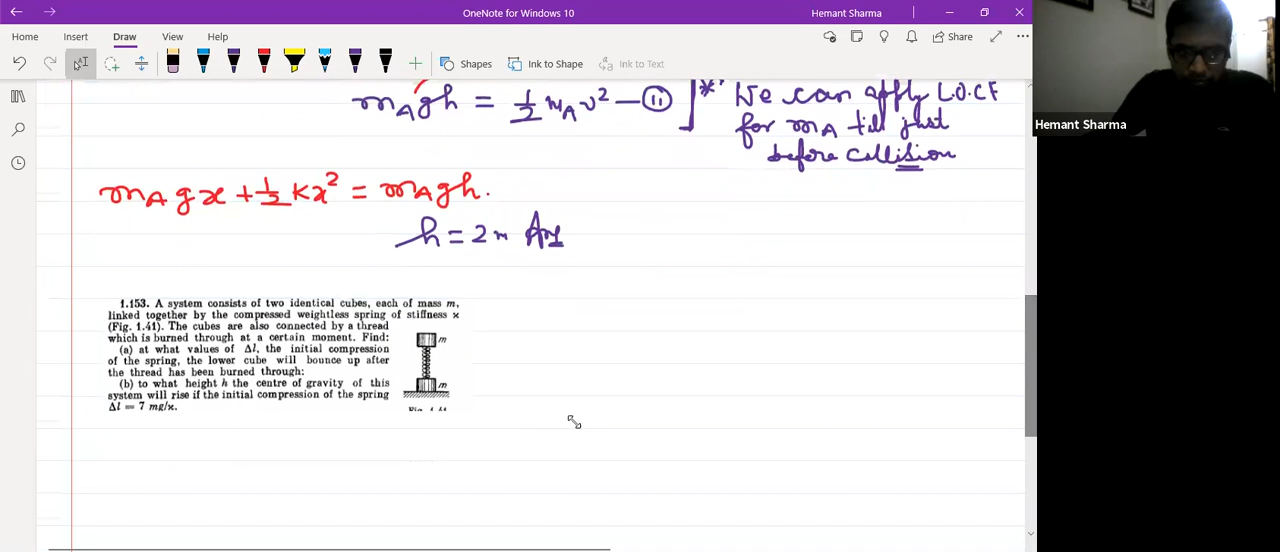 OneNote for Windows 10
Hemant Sharma
Home Insert Draw View Help
Share
Shapes Ink to Shape Ink to Text
m_A gh = 1/2 m_A v² — (11) ] * We can apply L.O.C.E
for m_A till just
before collision
Hemant Sharma
m_A g x + 1/2 Kx² = m_A gh.
h = 2m Ans
1.153. A system consists of two identical cubes, each of mass m,
linked together by the compressed weightless spring of stiffness ϰ
(Fig. 1.41). The cubes are also connected by a thread
which is burned through at a certain moment. Find:
(a) at what values of Δl, the initial compression
of the spring, the lower cube will bounce up after
the thread has been burned through:
(b) to what height h the centre of gravity of this
system will rise if the initial compression of the spring
Δl = 7 mg/ϰ.
m
m